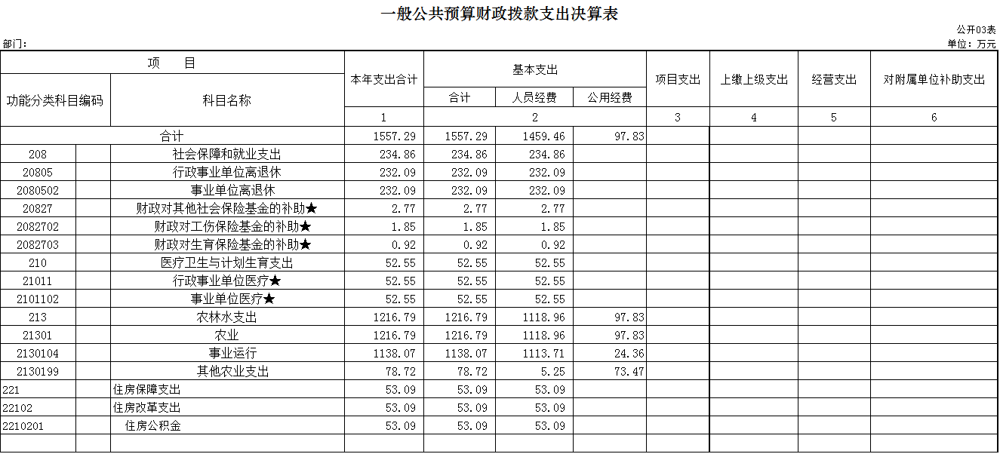 一般公共预算财政拨款支出决算表
公开03表
部门： 单位：万元
项 目 本年支出合计 基本支出 项目支出 上缴上级支出 经营支出 对附属单位补助支出
功能分类科目编码 科目名称 合计 人员经费 公用经费
1 2 3 4 5 6
合计 1557.29 1557.29 1459.46 97.83
208 社会保障和就业支出 234.86 234.86 234.86
20805 行政事业单位离退休 232.09 232.09 232.09
2080502 事业单位离退休 232.09 232.09 232.09
20827 财政对其他社会保险基金的补助★ 2.77 2.77 2.77
2082702 财政对工伤保险基金的补助★ 1.85 1.85 1.85
2082703 财政对生育保险基金的补助★ 0.92 0.92 0.92
210 医疗卫生与计划生育支出 52.55 52.55 52.55
21011 行政事业单位医疗★ 52.55 52.55 52.55
2101102 事业单位医疗★ 52.55 52.55 52.55
213 农林水支出 1216.79 1216.79 1118.96 97.83
21301 农业 1216.79 1216.79 1118.96 97.83
2130104 事业运行 1138.07 1138.07 1113.71 24.36
2130199 其他农业支出 78.72 78.72 5.25 73.47
221 住房保障支出 53.09 53.09 53.09
22102 住房改革支出 53.09 53.09 53.09
2210201 住房公积金 53.09 53.09 53.09